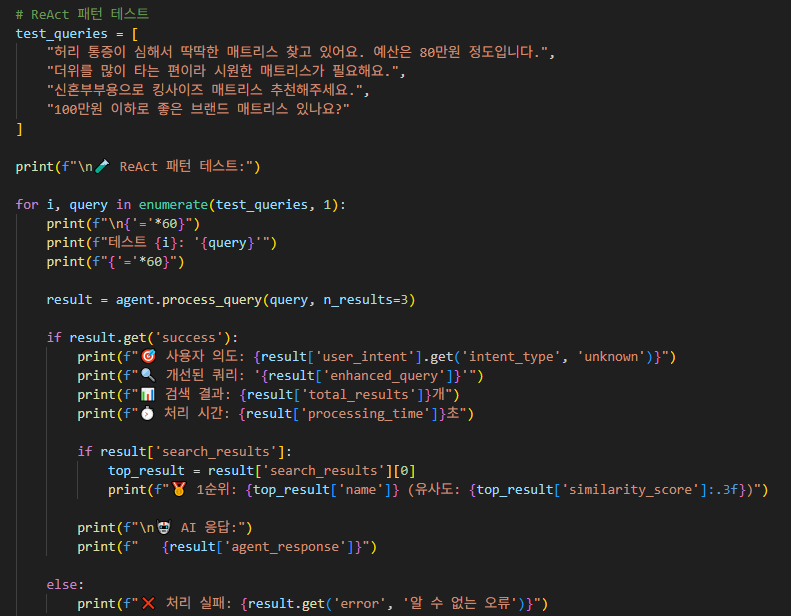 # ReAct 패턴 테스트
test_queries = [
    "허리 통증이 심해서 딱딱한 매트리스 찾고 있어요. 예산은 80만원 정도입니다.",
    "더위를 많이 타는 편이라 시원한 매트리스가 필요해요.",
    "신혼부부용으로 킹사이즈 매트리스 추천해주세요.",
    "100만원 이하로 좋은 브랜드 매트리스 있나요?"
]
print(f"\n🧪 ReAct 패턴 테스트:")
for i, query in enumerate(test_queries, 1):
    print(f"\n{'='*60}")
    print(f"테스트 {i}: '{query}'")
    print(f"{'='*60}")
    result = agent.process_query(query, n_results=3)
    if result.get('success'):
        print(f"🎯 사용자 의도: {result['user_intent'].get('intent_type', 'unknown')}")
        print(f"🔍 개선된 쿼리: '{result['enhanced_query']}'")
        print(f"📊 검색 결과: {result['total_results']}개")
        print(f"⏱️ 처리 시간: {result['processing_time']}초")
        if result['search_results']:
            top_result = result['search_results'][0]
            print(f"🥇 1순위: {top_result['name']} (유사도: {top_result['similarity_score']:.3f})")
        print(f"\n🤖 AI 응답:")
        print(f"   {result['agent_response']}")
    else:
        print(f"❌ 처리 실패: {result.get('error', '알 수 없는 오류')}")